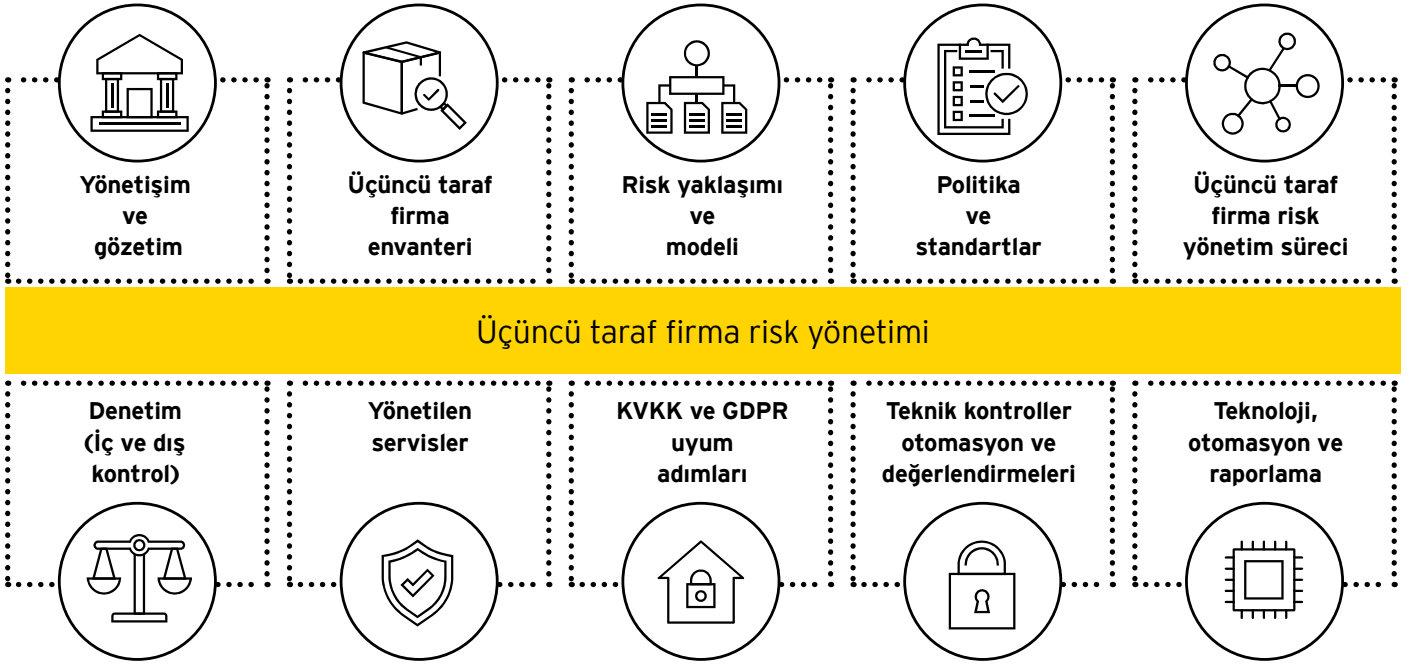 Yönetişim
ve
gözetim
Üçüncü taraf
firma
envanteri
Risk yaklaşımı
ve
modeli
Politika
ve
standartlar
Üçüncü taraf
firma risk
yönetim süreci
Üçüncü taraf firma risk yönetimi
Denetim
(İç ve dış
kontrol)
Yönetilen
servisler
KVKK ve GDPR
uyum
adımları
Teknik kontroller
otomasyon ve
değerlendirmeleri
Teknoloji,
otomasyon ve
raporlama